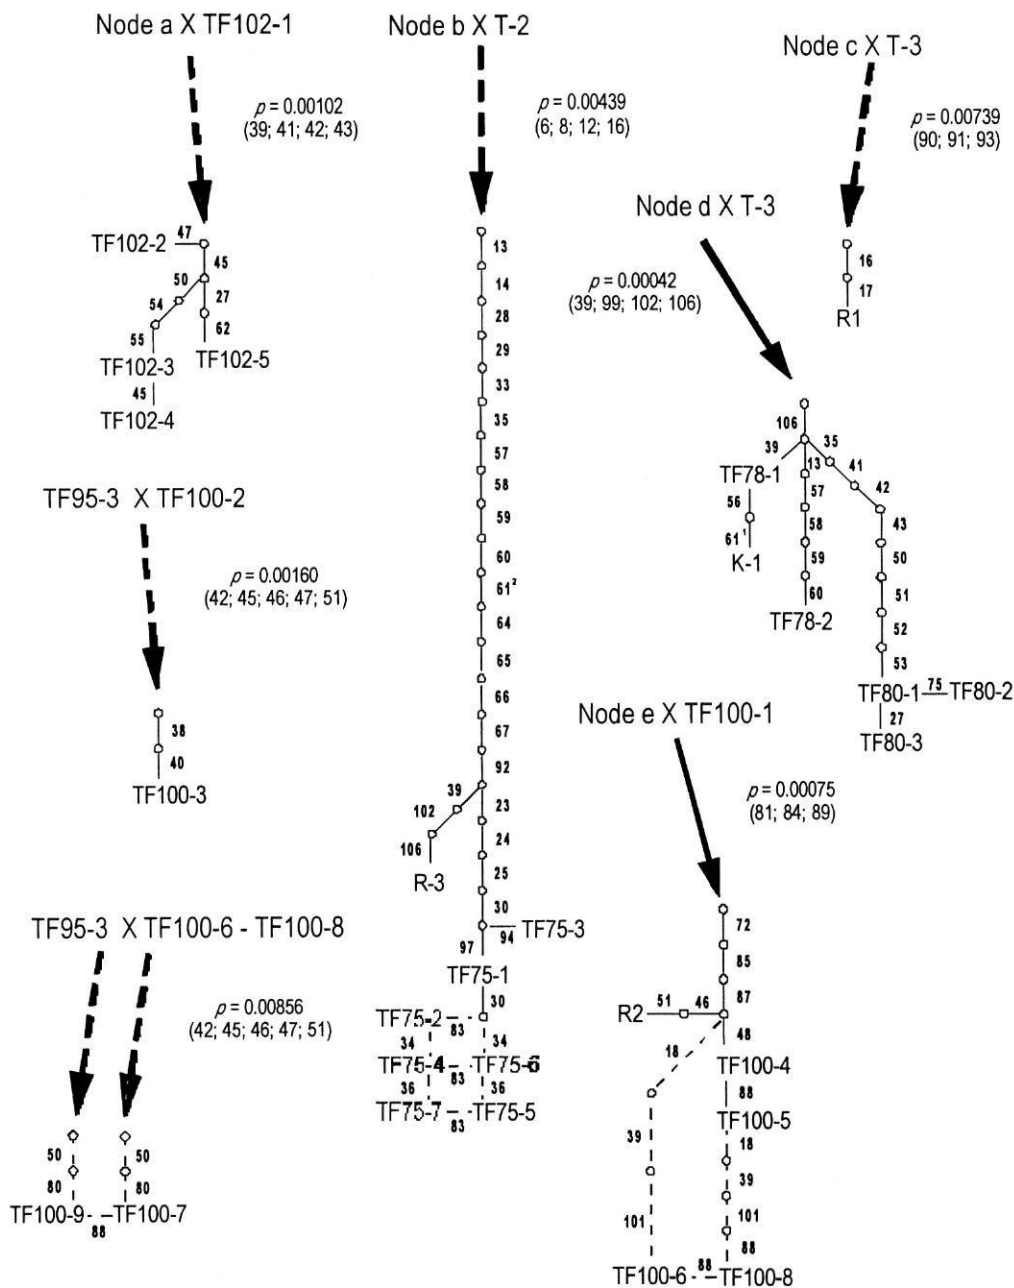 Node a X TF102-1
p = 0.00102
(39; 41; 42; 43)
47
TF102-2
45
50
27
54
62
55
TF102-3
TF102-5
45
TF102-4
TF95-3 X TF100-2
p = 0.00160
(42; 45; 46; 47; 51)
38
40
TF100-3
TF95-3 X TF100-6 - TF100-8
p = 0.00856
(42; 45; 46; 47; 51)
50
50
80
80
TF100-9
88
TF100-7
Node b X T-2
p = 0.00439
(6; 8; 12; 16)
13
14
28
29
33
35
57
58
59
60
61²
64
65
66
67
92
39
23
102
24
106
R-3
25
30
94
TF75-3
97
TF75-1
30
TF75-2
83
34
34
TF75-4
83
TF75-6
36
36
TF75-7
83
TF75-5
Node c X T-3
p = 0.00739
(90; 91; 93)
16
17
R1
Node d X T-3
p = 0.00042
(39; 99; 102; 106)
106
39
35
TF78-1
13
41
56
57
42
58
43
61¹
59
50
K-1
60
51
TF78-2
52
53
TF80-1
75
TF80-2
27
TF80-3
Node e X TF100-1
p = 0.00075
(81; 84; 89)
72
85
87
R2
51
46
48
18
TF100-4
88
TF100-5
39
18
39
101
101
88
TF100-6
88
TF100-8